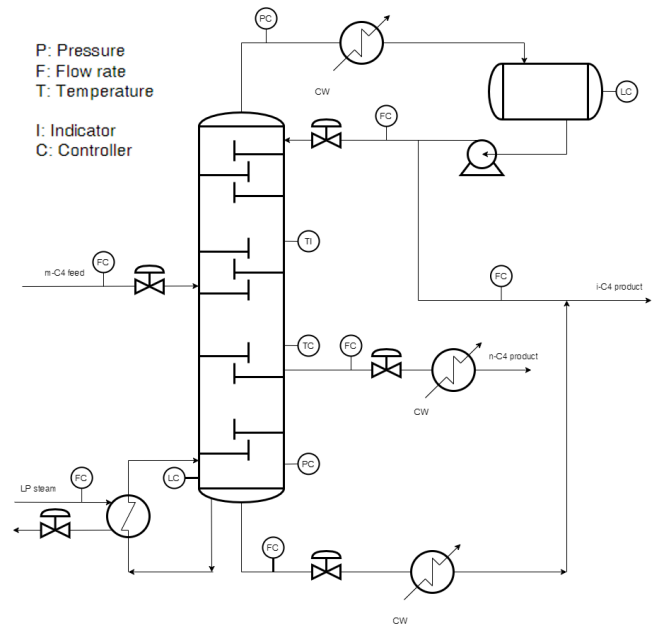 P: Pressure
F: Flow rate
T: Temperature
I: Indicator
C: Controller
PC
CW
LC
FC
TI
m-C4 feed
FC
FC
i-C4 product
TC
FC
n-C4 product
CW
LC
PC
LP steam
FC
FC
CW